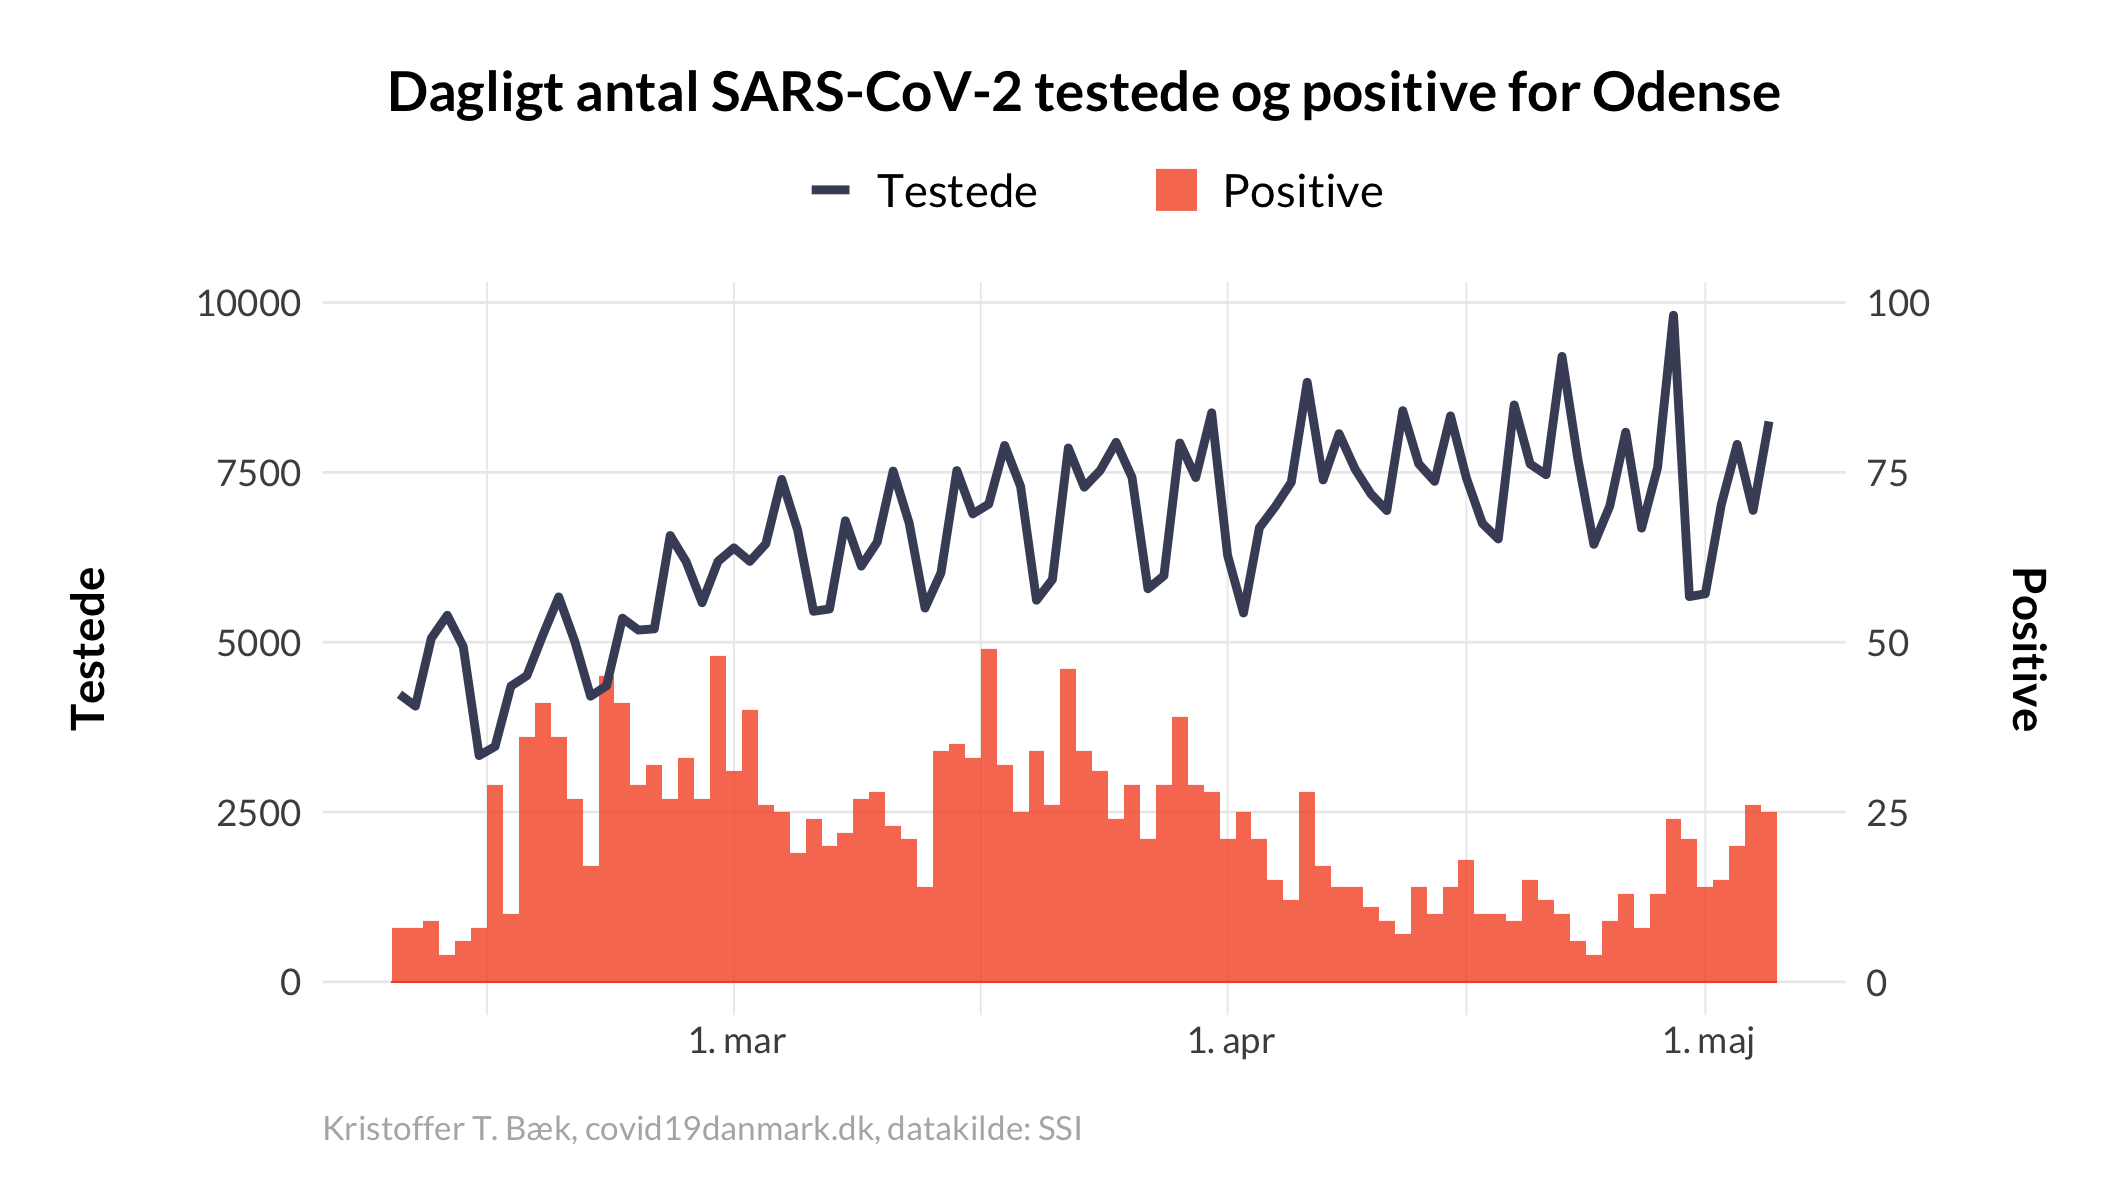 Dagligt antal SARS-CoV-2 testede og positive for Odense
Testede Positive
10000 100
7500 75
5000 50
2500 25
0 0
Testede
Positive
1. mar 1. apr 1. maj
Kristoffer T. Bæk, covid19danmark.dk, datakilde: SSI